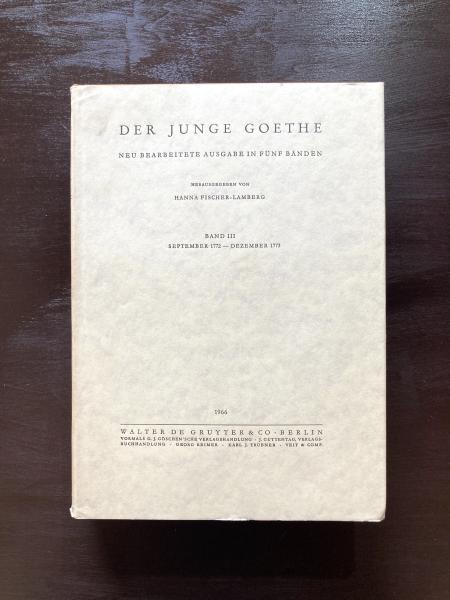 DER JUNGE GOETHE
NEU BEARBEITETE AUSGABE IN FÜNF BÄNDEN
HERAUSGEGEBEN VON
HANNA FISCHER-LAMBERG
BAND III
SEPTEMBER 1772 — DEZEMBER 1773
1966
WALTER DE GRUYTER & CO · BERLIN
VORMALS G. J. GÖSCHEN'SCHE VERLAGSHANDLUNG · J. GUTTENTAG, VERLAGS-
BUCHHANDLUNG · GEORG REIMER · KARL J. TRÜBNER · VEIT & COMP.